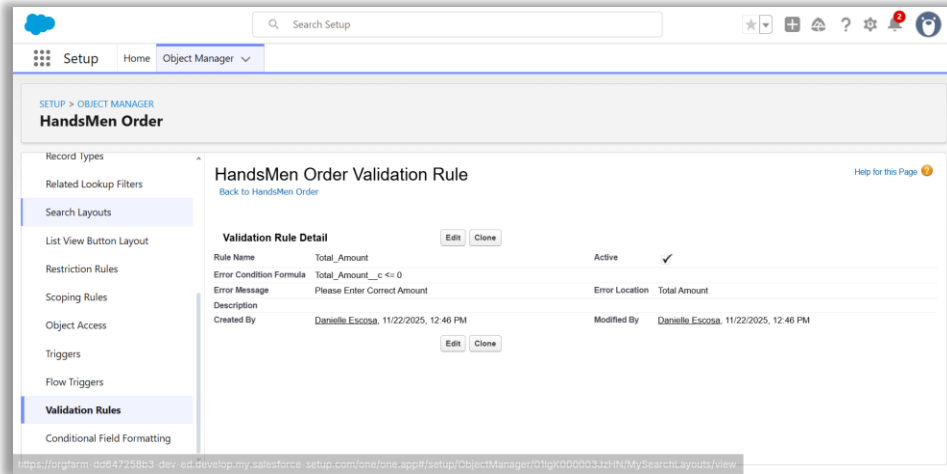 Search Setup
2
Setup Home Object Manager
SETUP > OBJECT MANAGER
HandsMen Order
Record Types
Related Lookup Filters
Search Layouts
List View Button Layout
Restriction Rules
Scoping Rules
Object Access
Triggers
Flow Triggers
Validation Rules
Conditional Field Formatting
HandsMen Order Validation Rule
Help for this Page ?
Back to HandsMen Order
Validation Rule Detail Edit Clone
Rule Name Total_Amount Active ✓
Error Condition Formula Total_Amount__c <= 0
Error Message Please Enter Correct Amount Error Location Total Amount
Description
Created By Danielle Escosa, 11/22/2025, 12:46 PM Modified By Danielle Escosa, 11/22/2025, 12:46 PM
Edit Clone
https://orgfarm-dd647258b3-dev-ed.develop.my.salesforce-setup.com/one/one.app#/setup/ObjectManager/01IgK000003JzHN/MySearchLayouts/view